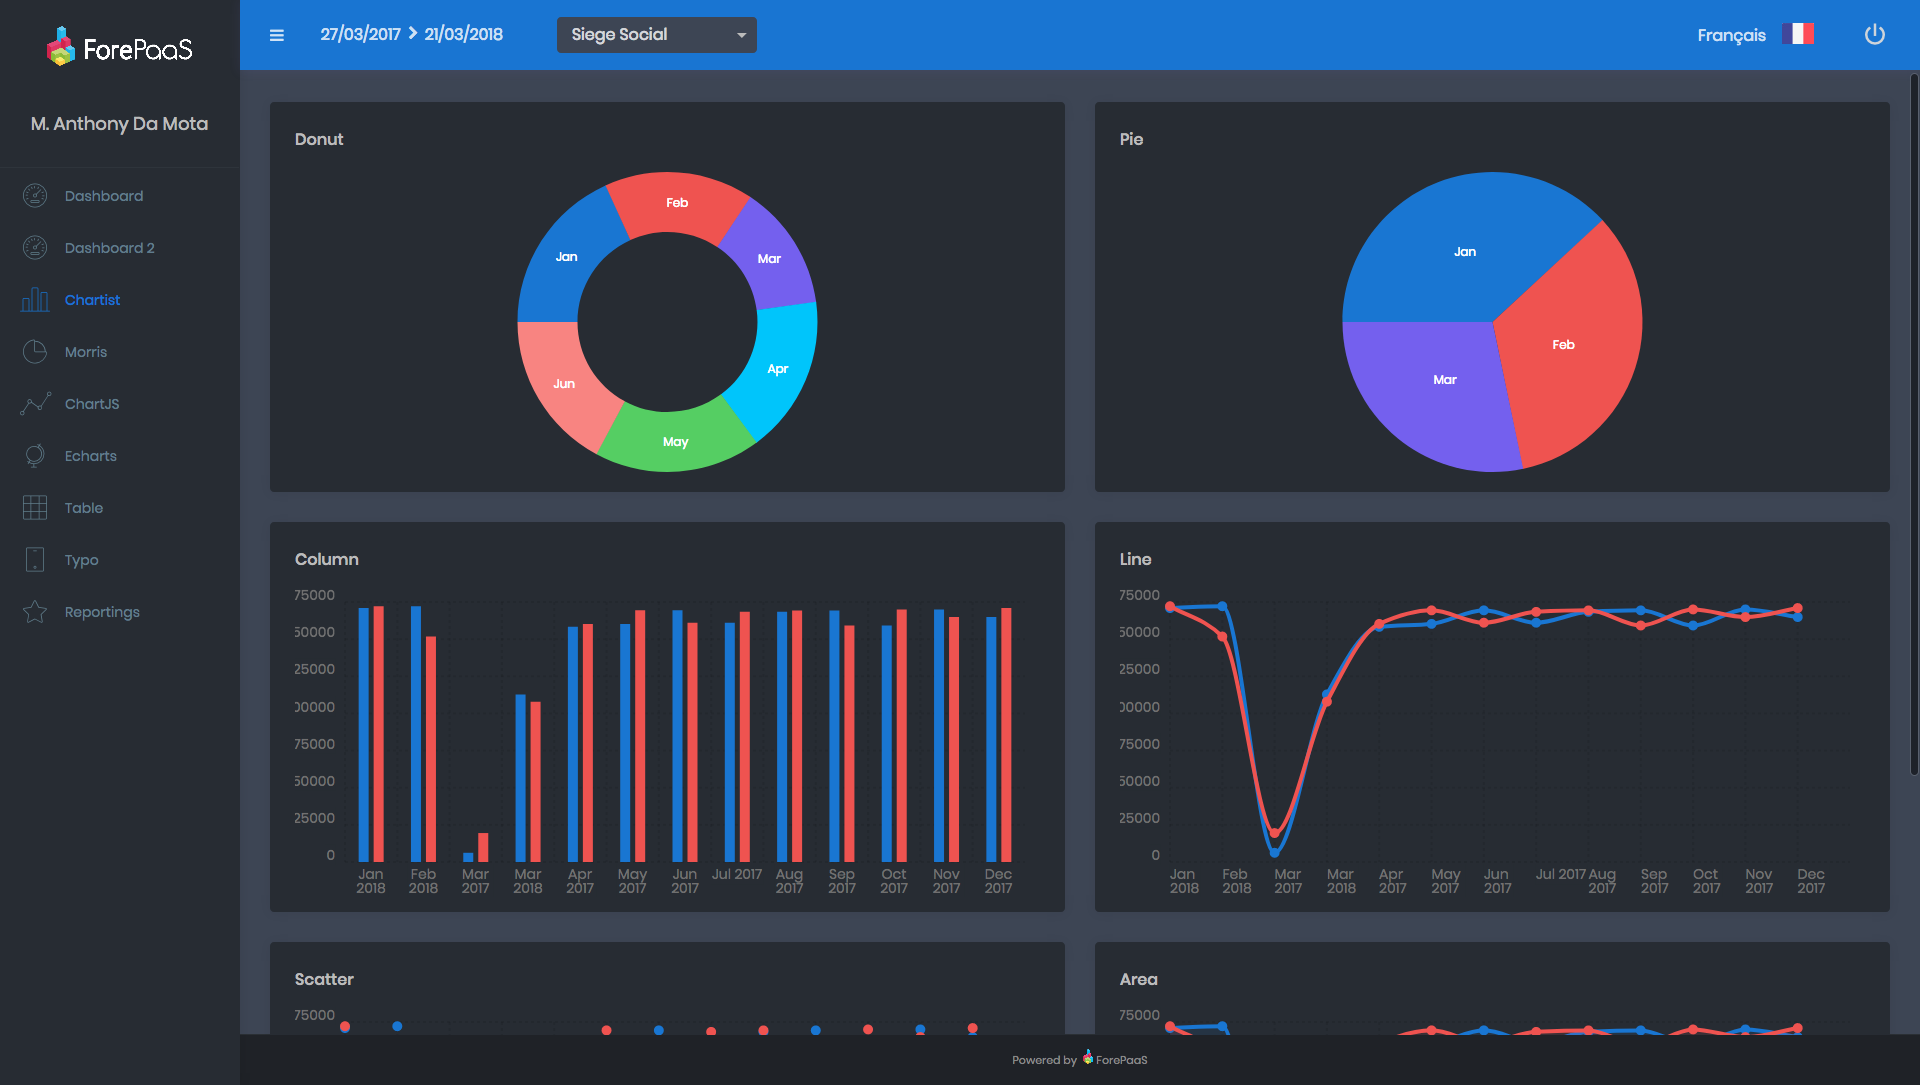 ForePaaS
27/03/2017 > 21/03/2018
Siege Social
Français
M. Anthony Da Mota
Dashboard
Dashboard 2
Chartist
Morris
ChartJS
Echarts
Table
Typo
Reportings
Donut
Jan
Feb
Mar
Apr
May
Jun
Pie
Jan
Feb
Mar
Column
75000
50000
25000
00000
75000
50000
25000
0
Jan 2018
Feb 2018
Mar 2017
Mar 2018
Apr 2017
May 2017
Jun 2017
Jul 2017
Aug 2017
Sep 2017
Oct 2017
Nov 2017
Dec 2017
Line
75000
50000
25000
00000
75000
50000
25000
0
Jan 2018
Feb 2018
Mar 2017
Mar 2018
Apr 2017
May 2017
Jun 2017
Jul 2017
Aug 2017
Sep 2017
Oct 2017
Nov 2017
Dec 2017
Scatter
75000
Area
75000
Powered by ForePaaS